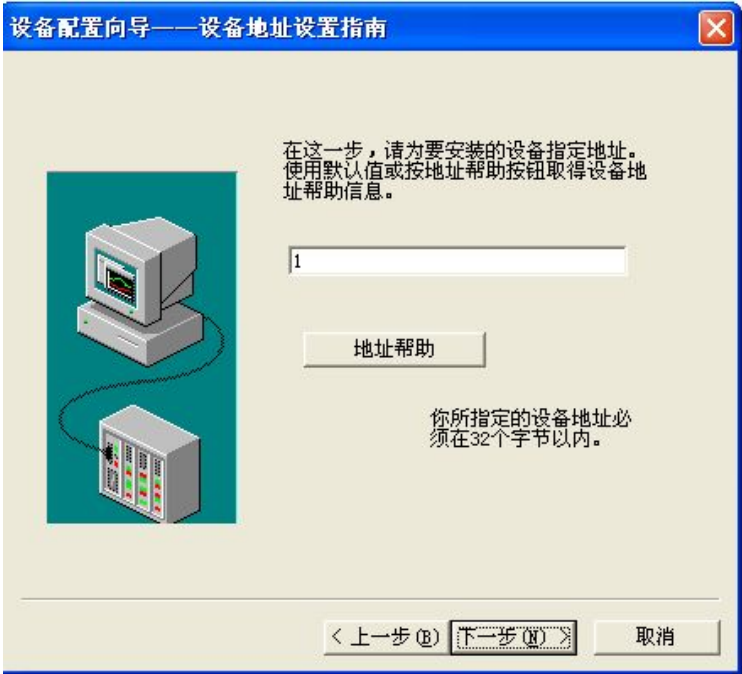 设备配置向导——设备地址设置指南
在这一步，请为要安装的设备指定地址。
使用默认值或按地址帮助按钮取得设备地
址帮助信息。
1
地址帮助
你所指定的设备地址必
须在32个字节以内。
< 上一步(B) 下一步(N) > 取消